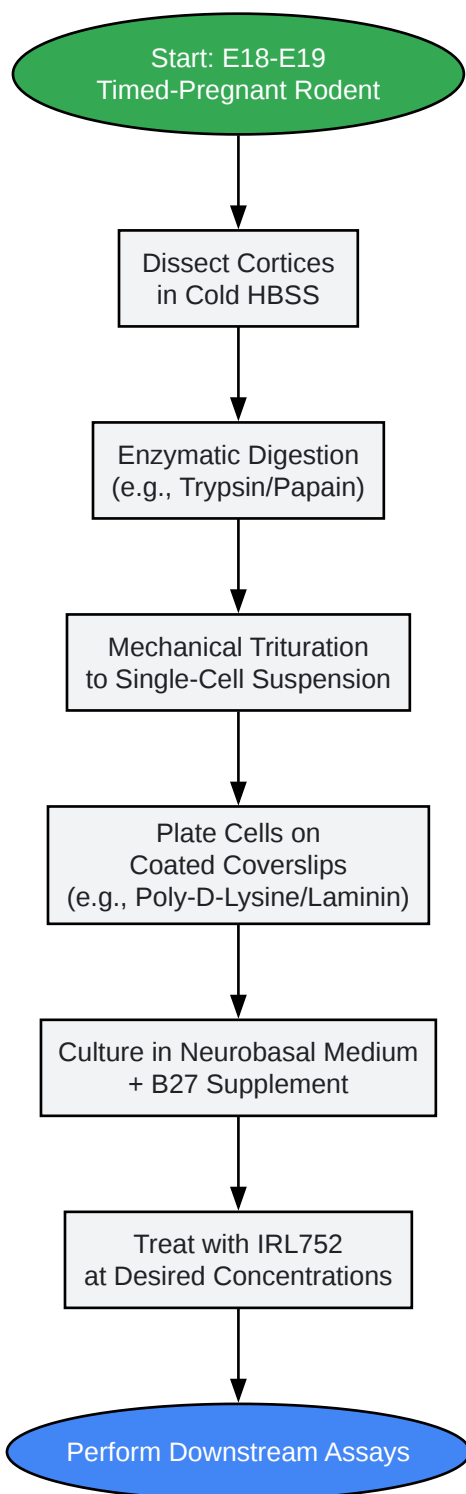 Start: E18-E19
Timed-Pregnant Rodent
Dissect Cortices
in Cold HBSS
Enzymatic Digestion
(e.g., Trypsin/Papain)
Mechanical Trituration
to Single-Cell Suspension
Plate Cells on
Coated Coverslips
(e.g., Poly-D-Lysine/Laminin)
Culture in Neurobasal Medium
+ B27 Supplement
Treat with IRL752
at Desired Concentrations
Perform Downstream Assays